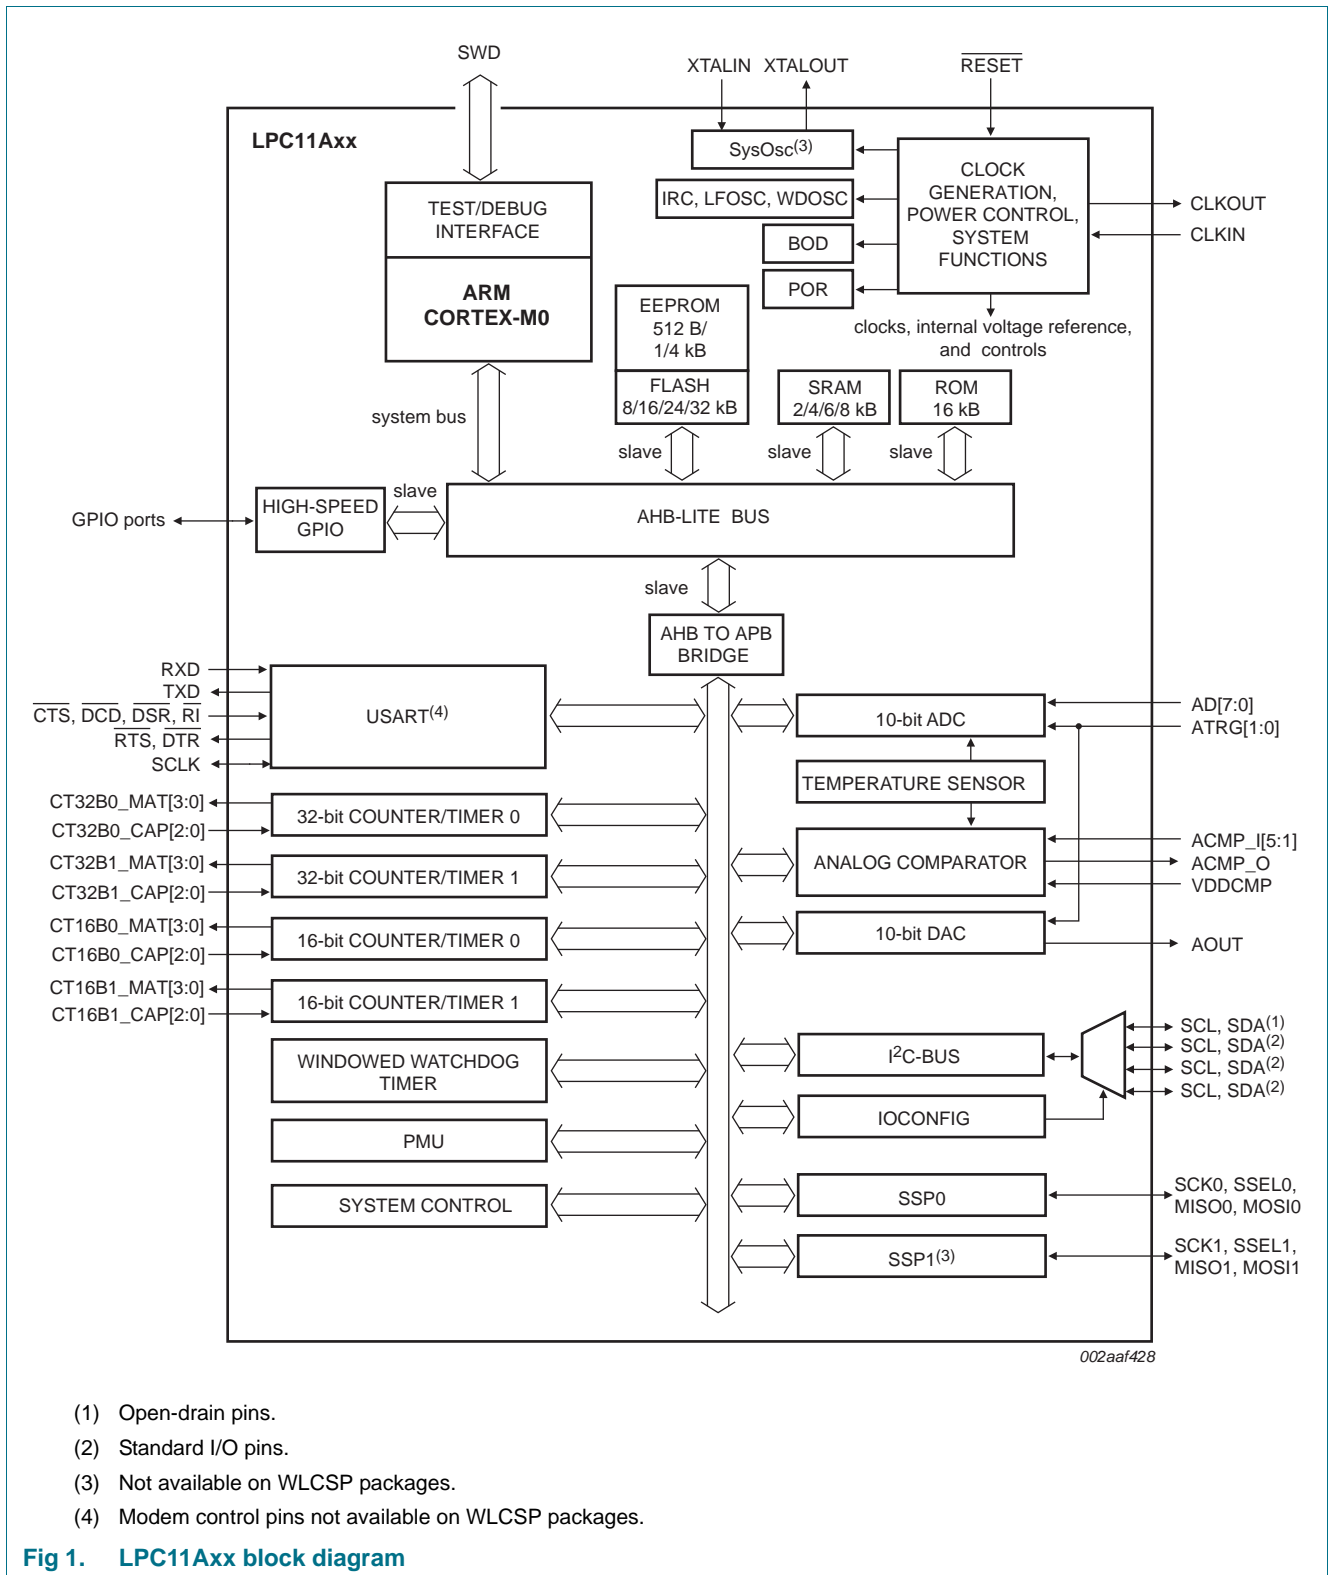 SWD
XTALIN XTALOUT
RESET
LPC11Axx
SysOsc(3)
CLOCK
GENERATION,
POWER CONTROL,
SYSTEM
FUNCTIONS
TEST/DEBUG
INTERFACE
IRC, LFOSC, WDOSC
CLKOUT
CLKIN
BOD
POR
ARM
CORTEX-M0
EEPROM
512 B/
1/4 kB
clocks, internal voltage reference,
and controls
FLASH
8/16/24/32 kB
SRAM
2/4/6/8 kB
ROM
16 kB
system bus
slave
slave
slave
slave
GPIO ports
HIGH-SPEED
GPIO
AHB-LITE BUS
slave
AHB TO APB
BRIDGE
RXD
TXD
CTS, DCD, DSR, RI
RTS, DTR
SCLK
USART(4)
10-bit ADC
AD[7:0]
ATRG[1:0]
TEMPERATURE SENSOR
CT32B0_MAT[3:0]
CT32B0_CAP[2:0]
32-bit COUNTER/TIMER 0
CT32B1_MAT[3:0]
CT32B1_CAP[2:0]
32-bit COUNTER/TIMER 1
ANALOG COMPARATOR
ACMP_I[5:1]
ACMP_O
VDDCMP
CT16B0_MAT[3:0]
CT16B0_CAP[2:0]
16-bit COUNTER/TIMER 0
10-bit DAC
AOUT
CT16B1_MAT[3:0]
CT16B1_CAP[2:0]
16-bit COUNTER/TIMER 1
WINDOWED WATCHDOG
TIMER
I2C-BUS
SCL, SDA(1)
SCL, SDA(2)
SCL, SDA(2)
SCL, SDA(2)
IOCONFIG
PMU
SYSTEM CONTROL
SSP0
SCK0, SSEL0,
MISO0, MOSI0
SSP1(3)
SCK1, SSEL1,
MISO1, MOSI1
002aaf428
(1) Open-drain pins.
(2) Standard I/O pins.
(3) Not available on WLCSP packages.
(4) Modem control pins not available on WLCSP packages.
Fig 1. LPC11Axx block diagram